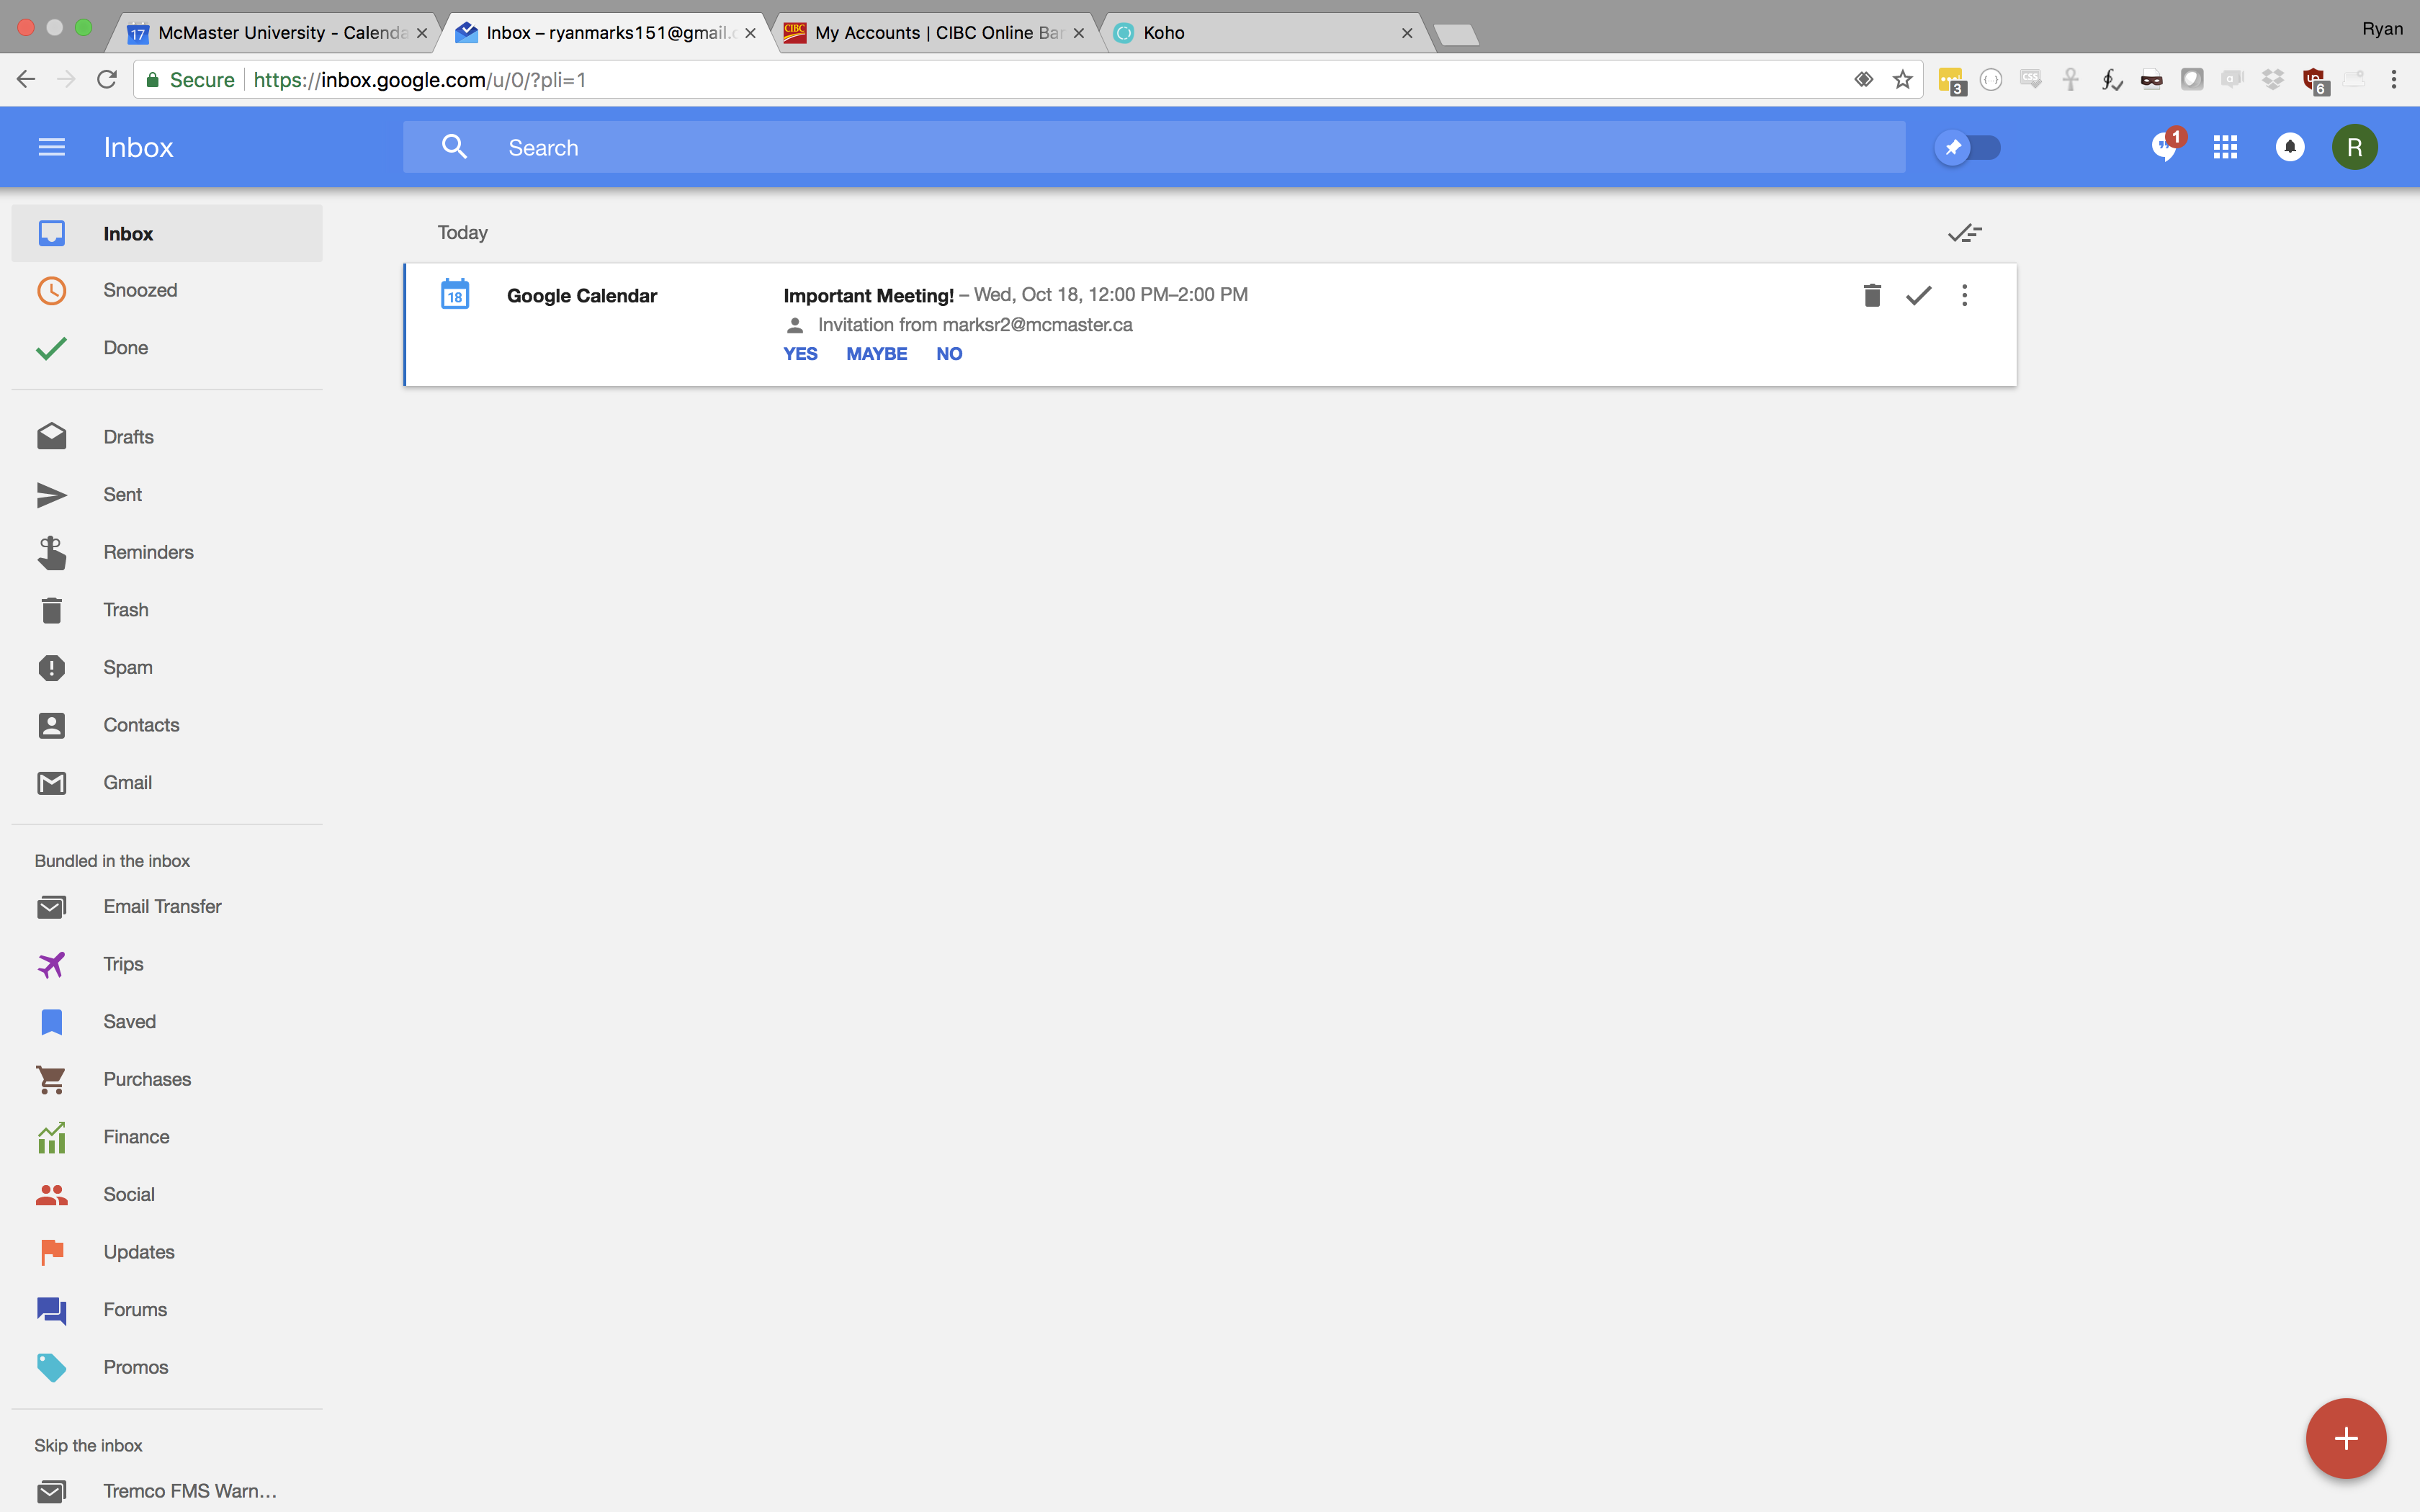 McMaster University - Calenda
Inbox – ryanmarks151@gmail.c
My Accounts | CIBC Online Bar
Koho
Ryan
Secure
https://inbox.google.com/u/0/?pli=1
3
6
Inbox
Search
1
R
Inbox
Snoozed
Done
Drafts
Sent
Reminders
Trash
Spam
Contacts
Gmail
Bundled in the inbox
Email Transfer
Trips
Saved
Purchases
Finance
Social
Updates
Forums
Promos
Skip the inbox
Tremco FMS Warn...
Today
18
Google Calendar
Important Meeting! – Wed, Oct 18, 12:00 PM–2:00 PM
Invitation from marksr2@mcmaster.ca
YES MAYBE NO